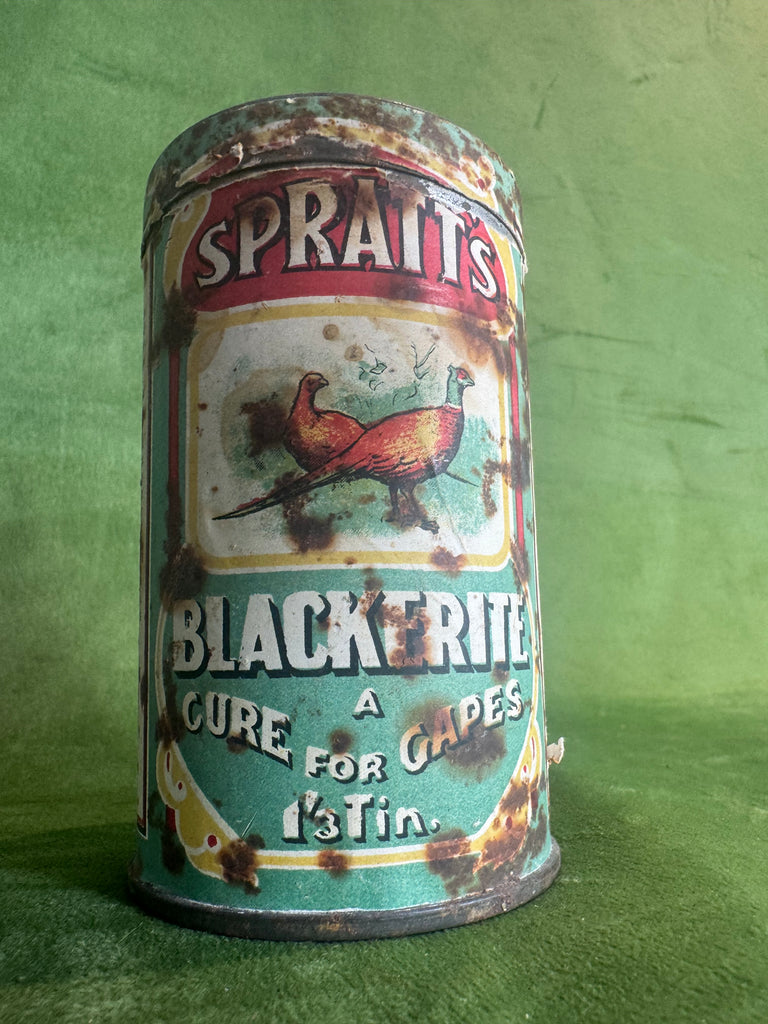 SPRATT'S
BLACKERITE
A
CURE FOR GAPES
1/3 Tin.